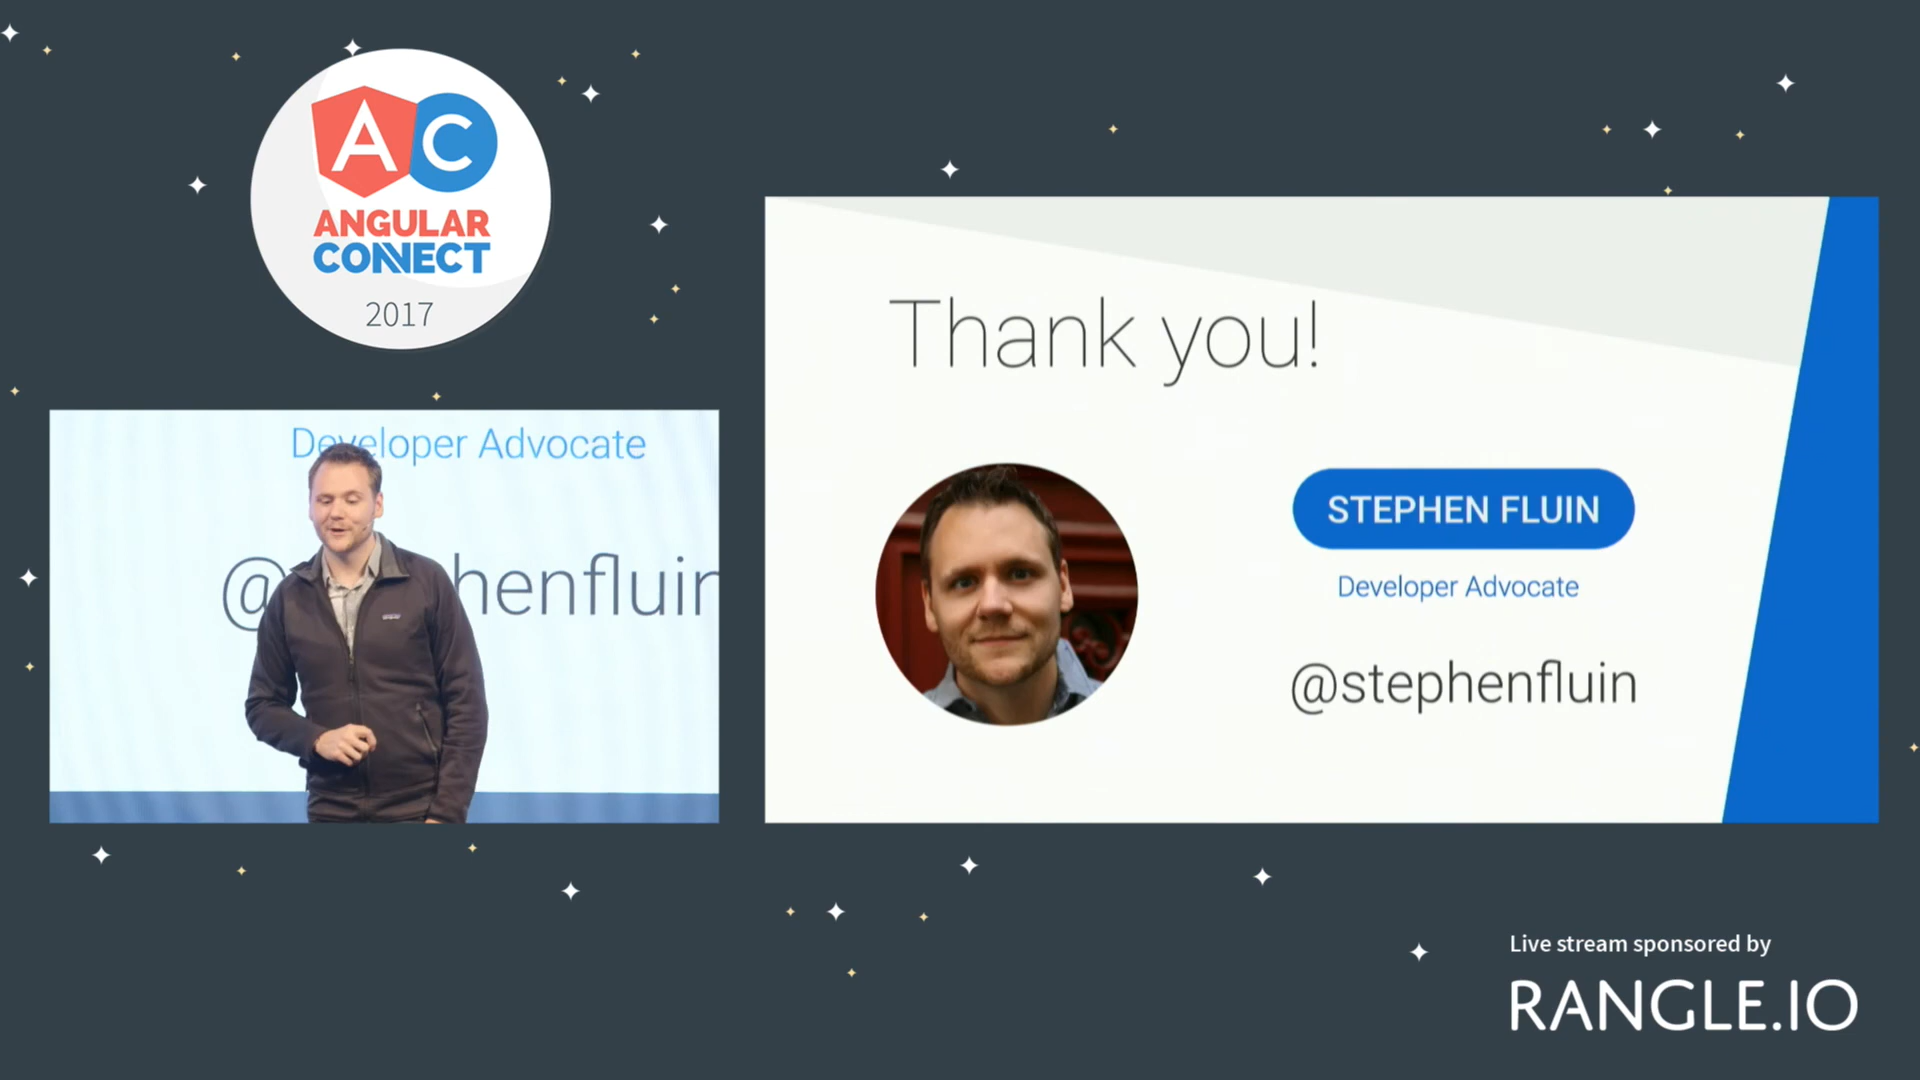 AC
ANGULAR
CONNECT
2017
Developer Advocate
@ henfluin
Thank you!
STEPHEN FLUIN
Developer Advocate
@stephenfluin
Live stream sponsored by
RANGLE.IO